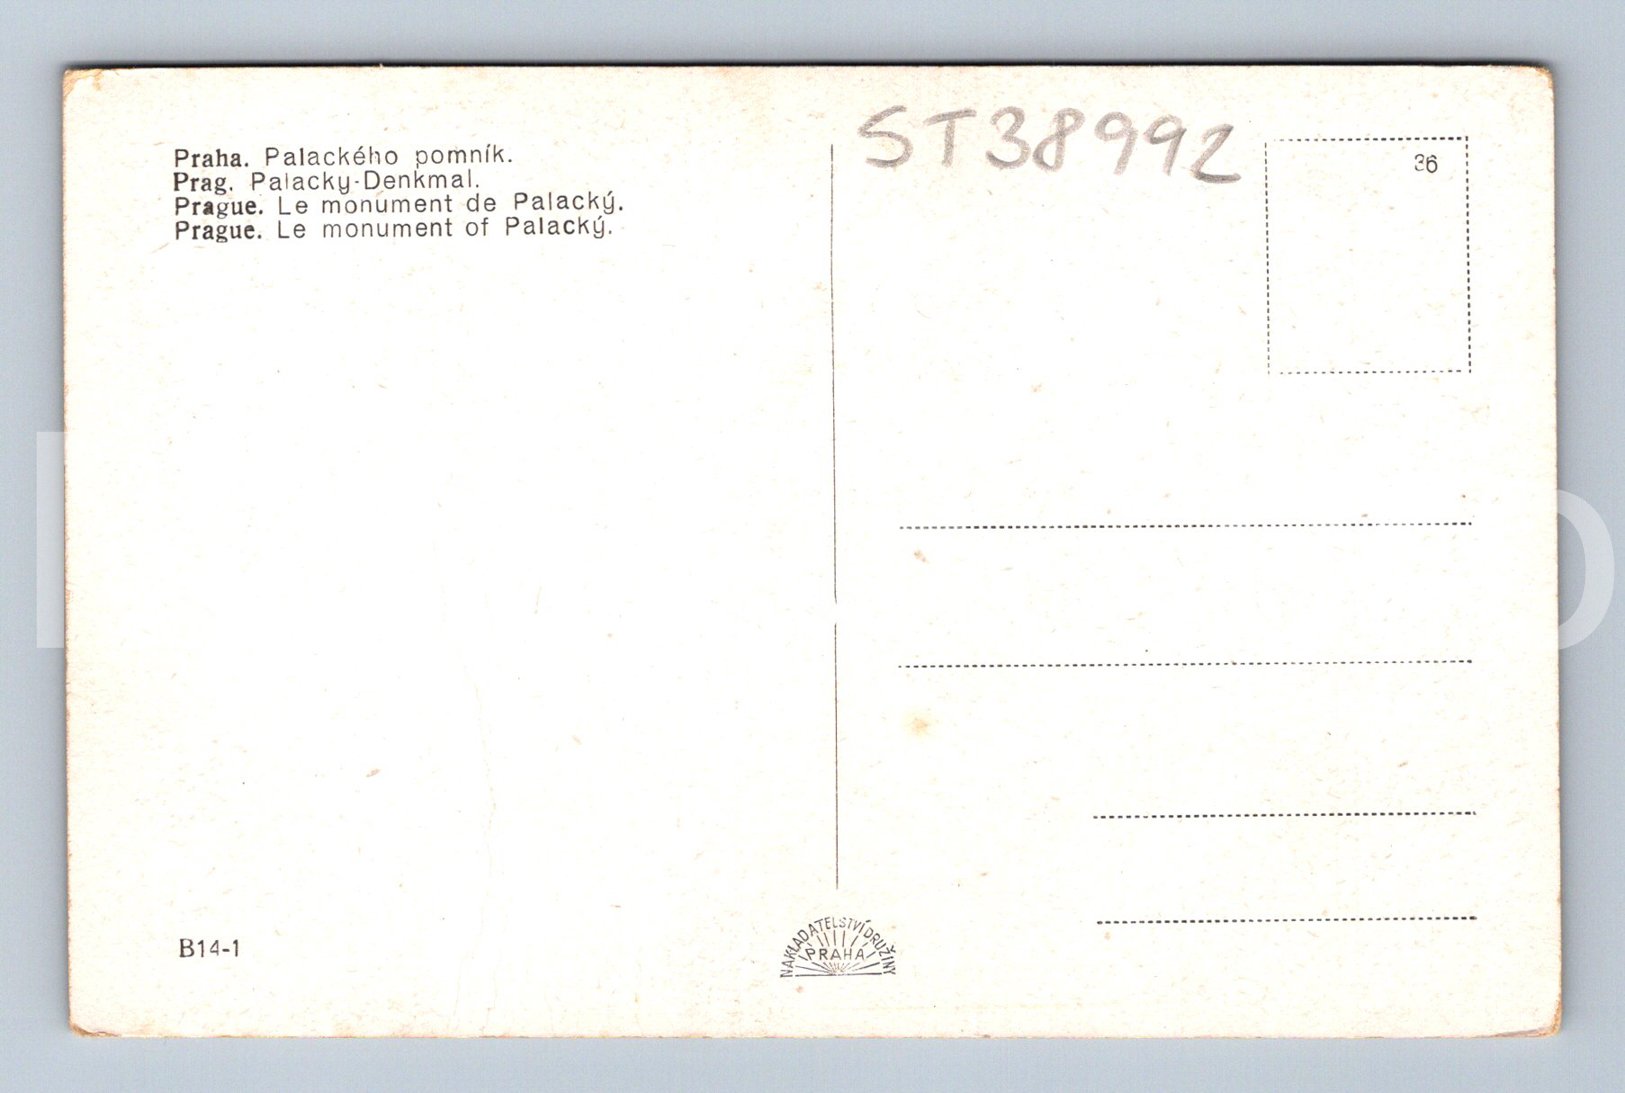 Praha. Palackého pomník.
Prag. Palacky-Denkmal.
Prague. Le monument de Palacký.
Prague. Le monument of Palacký.
ST38992
36
B14-1
NAKLADATELSTVÍ DRUŽINY
PRAHA